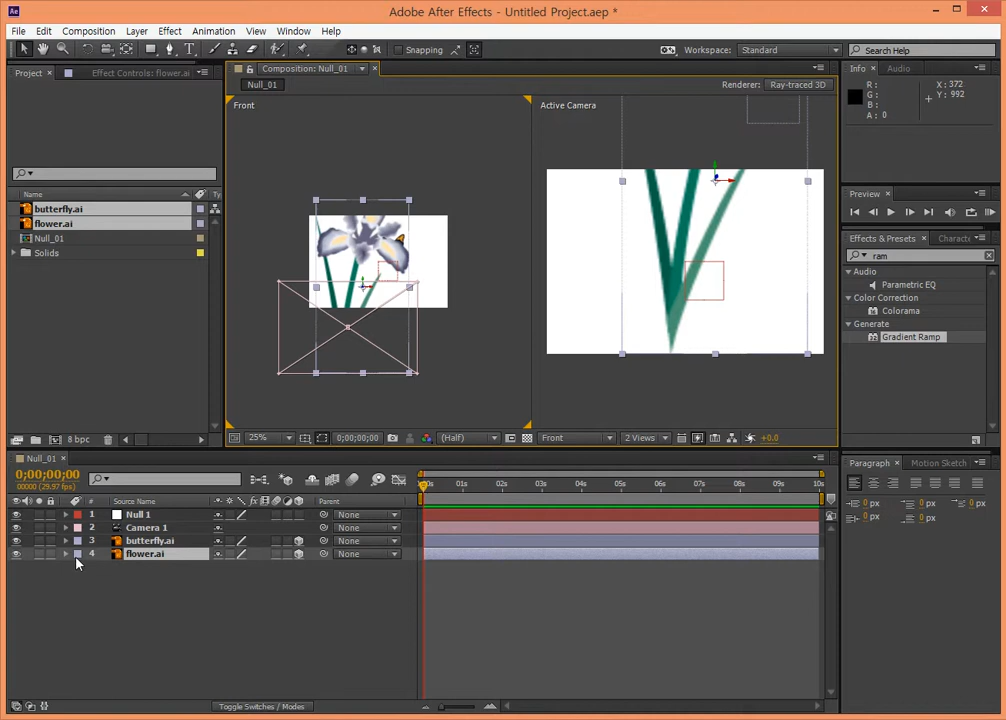 Adobe After Effects - Untitled Project.aep *
File Edit Composition Layer Effect Animation View Window Help
Snapping
Workspace: Standard
Search Help
Project
Effect Controls: flower.ai
Composition: Null_01
Info
Audio
Null_01
Renderer: Ray-traced 3D
R: X: 372
G: Y: 992
B:
A: 0
Front
Active Camera
Name
butterfly.ai
flower.ai
Null_01
Solids
Preview
Effects & Presets
ram
Audio
Parametric EQ
Color Correction
Colorama
Generate
Gradient Ramp
8 bpc
25%
0;00;00;00
(Half)
Front
2 Views
+0.0
Null_01
Paragraph
Motion Sketch
0;00;00;00
00000 (29.97 fps)
# Source Name
Parent
01s 02s 03s 04s 05s 06s 07s 08s 09s 10s
1 Null 1 None
2 Camera 1 None
3 butterfly.ai None
4 flower.ai None
0 px 0 px 0 px
0 px 0 px
Toggle Switches / Modes